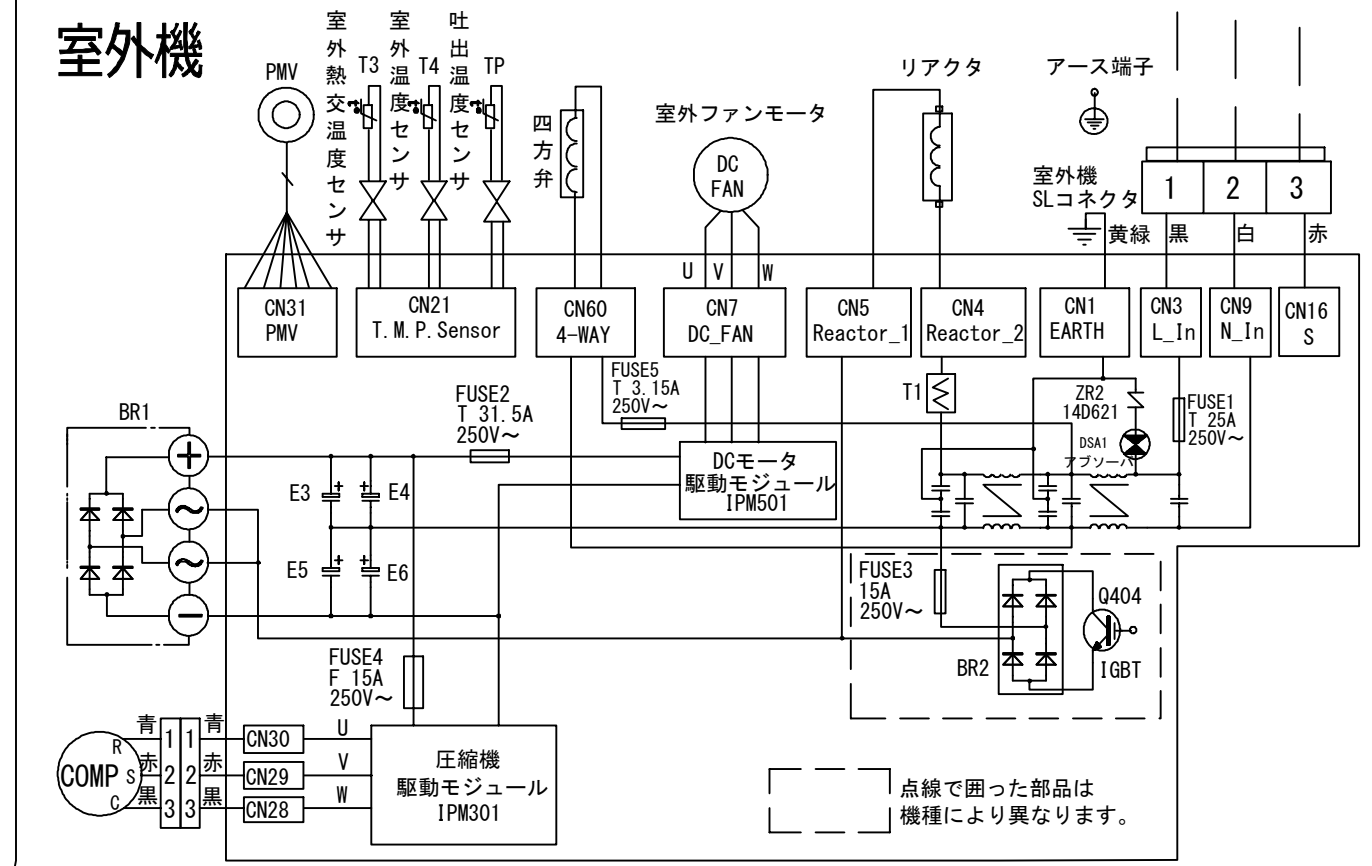 室外機
PMV
室外熱交温度センサ
T3
室外温度センサ
T4
吐出温度センサ
TP
四方弁
室外ファンモータ
DC
FAN
リアクタ
アース端子
室外機
SLコネクタ
1 2 3
黄緑 黒 白 赤
U V W
CN31
PMV
CN21
T.M.P.Sensor
CN60
4-WAY
CN7
DC_FAN
CN5
Reactor_1
CN4
Reactor_2
CN1
EARTH
CN3
L_In
CN9
N_In
CN16
S
FUSE5
T 3.15A
250V～
FUSE2
T 31.5A
250V～
T1
ZR2
14D621
DSA1
アブソーバ
FUSE1
T 25A
250V～
BR1
+
～
～
−
+ +
E3 E4
+ +
E5 E6
DCモータ
駆動モジュール
IPM501
FUSE3
15A
250V～
BR2
Q404
IGBT
FUSE4
F 15A
250V～
COMP
R
S
C
青 1 1 青 CN30 U
赤 2 2 赤 CN29 V
黒 3 3 黒 CN28 W
圧縮機
駆動モジュール
IPM301
点線で囲った部品は
機種により異なります。